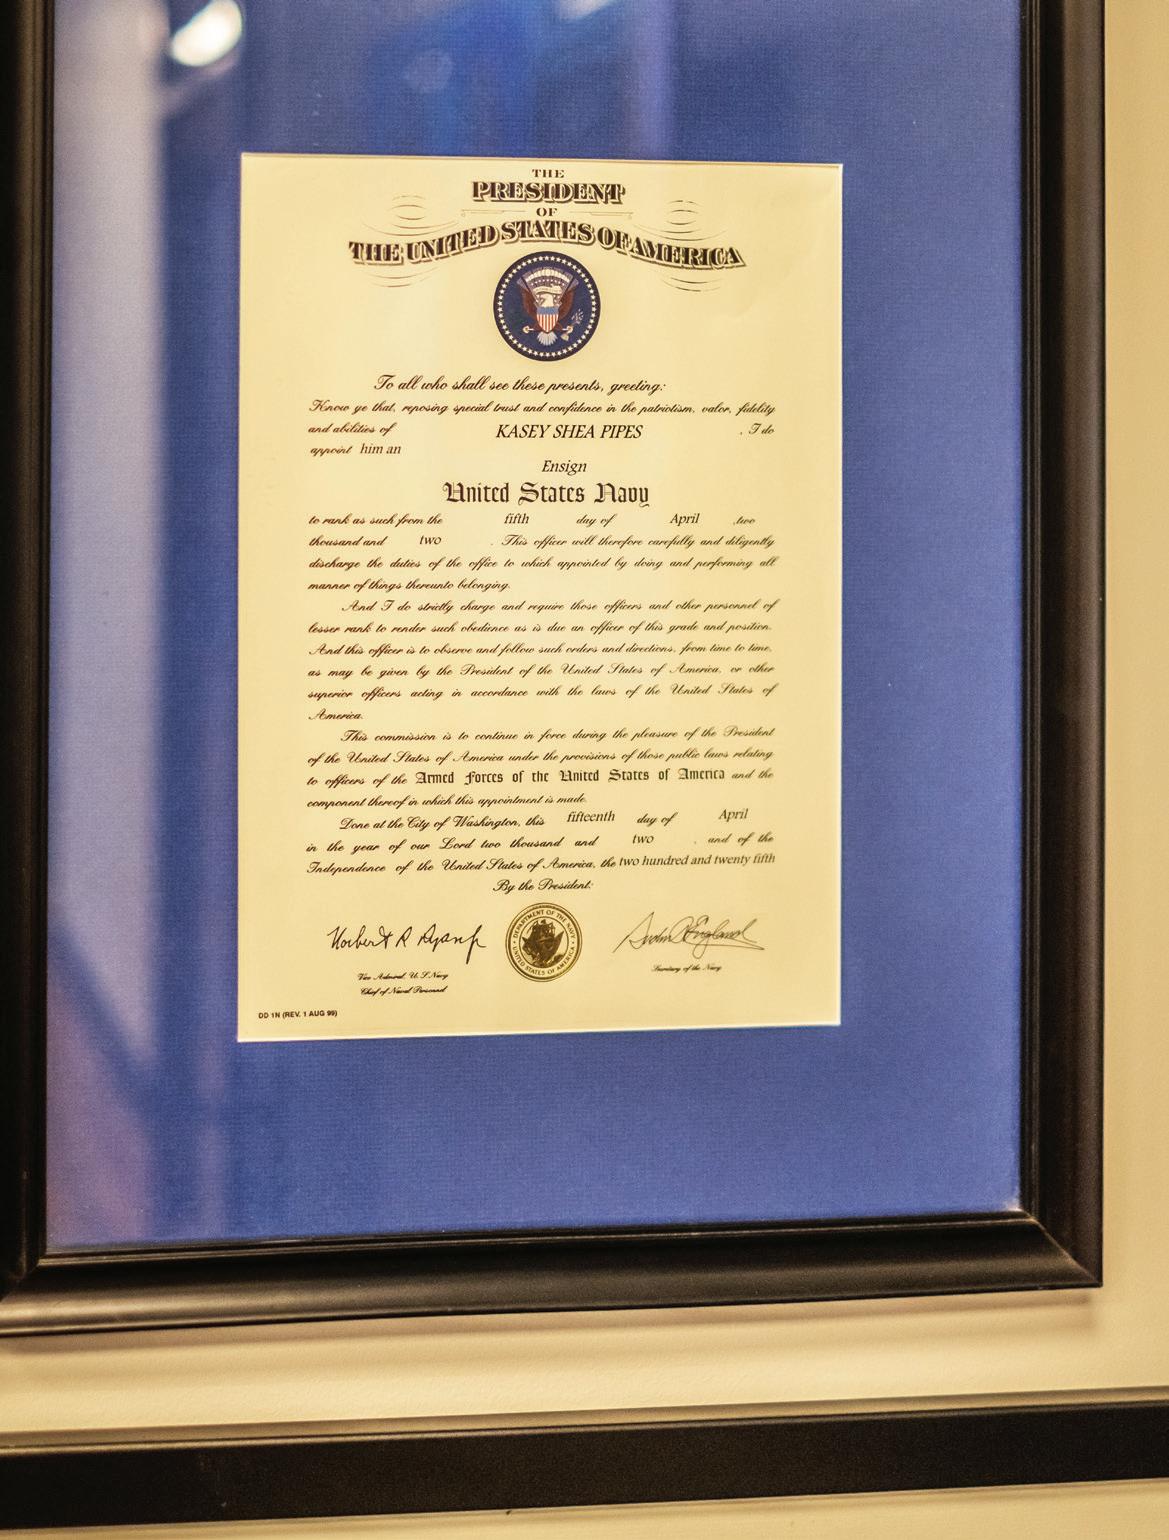 THE
PRESIDENT
OF
THE UNITED STATES OF AMERICA
To all who shall see these presents, greeting:
Know ye that, reposing special trust and confidence in the patriotism, valor, fidelity
and abilities of KASEY SHEA PIPES , I do
appoint him an
Ensign
United States Navy
to rank as such from the fifth day of April , two
thousand and two . This officer will therefore carefully and diligently
discharge the duties of the office to which appointed by doing and performing all
manner of things thereunto belonging.
And I do strictly charge and require those officers and other personnel of
lesser rank to render such obedience as is due an officer of this grade and position.
And this officer is to observe and follow such orders and directions, from time to time,
as may be given by the President of the United States of America, or other
superior officers acting in accordance with the laws of the United States of
America.
This commission is to continue in force during the pleasure of the President
of the United States of America under the provisions of those public laws relating
to officers of the Armed Forces of the United States of America and the
component thereof in which this appointment is made.
Done at the City of Washington, this fifteenth day of April
in the year of our Lord two thousand and two , and of the
Independence of the United States of America, the two hundred and twenty fifth
By the President:
Norbert R Ryan Jr
DEPARTMENT OF THE NAVY
UNITED STATES OF AMERICA
Vice Admiral, U.S. Navy
Chief of Naval Personnel
Secretary of the Navy
DD 1N (REV. 1 AUG 99)